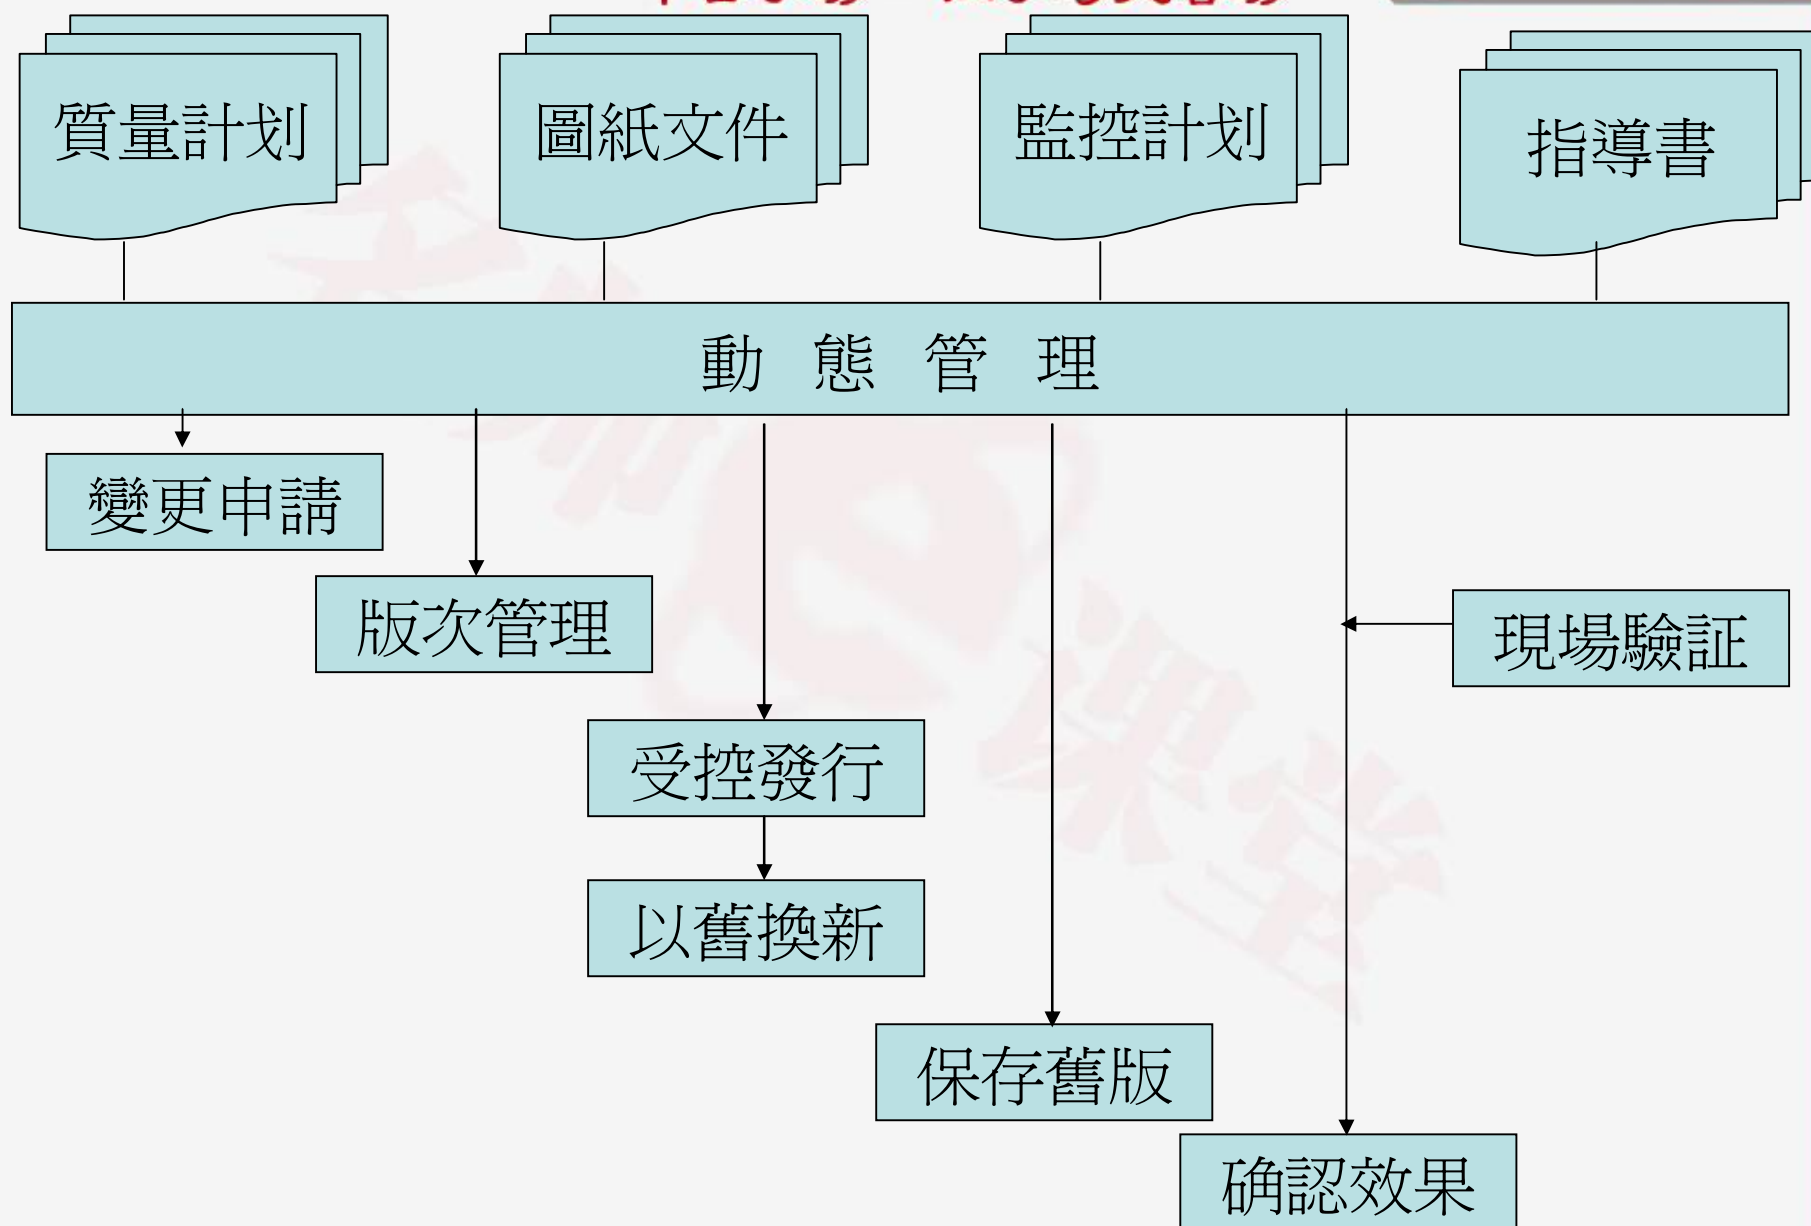 質量計划
圖紙文件
監控計划
指導書
動 態 管 理
變更申請
版次管理
現場驗証
受控發行
以舊換新
保存舊版
确認效果
课堂